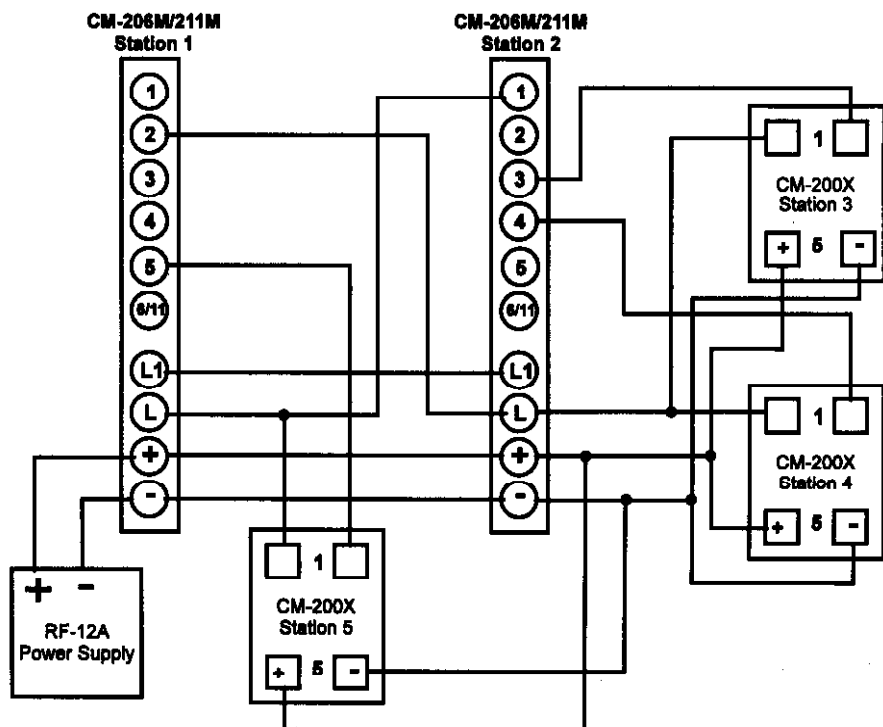 CM-206M/211M
Station 1
CM-206M/211M
Station 2
1
2
3
4
5
6/11
L1
L
+
-
1
2
3
4
5
6/11
L1
L
+
-
1
CM-200X
Station 3
+ 5 -
1
CM-200X
Station 4
+ 5 -
1
CM-200X
Station 5
+ 5 -
+ -
RF-12A
Power Supply